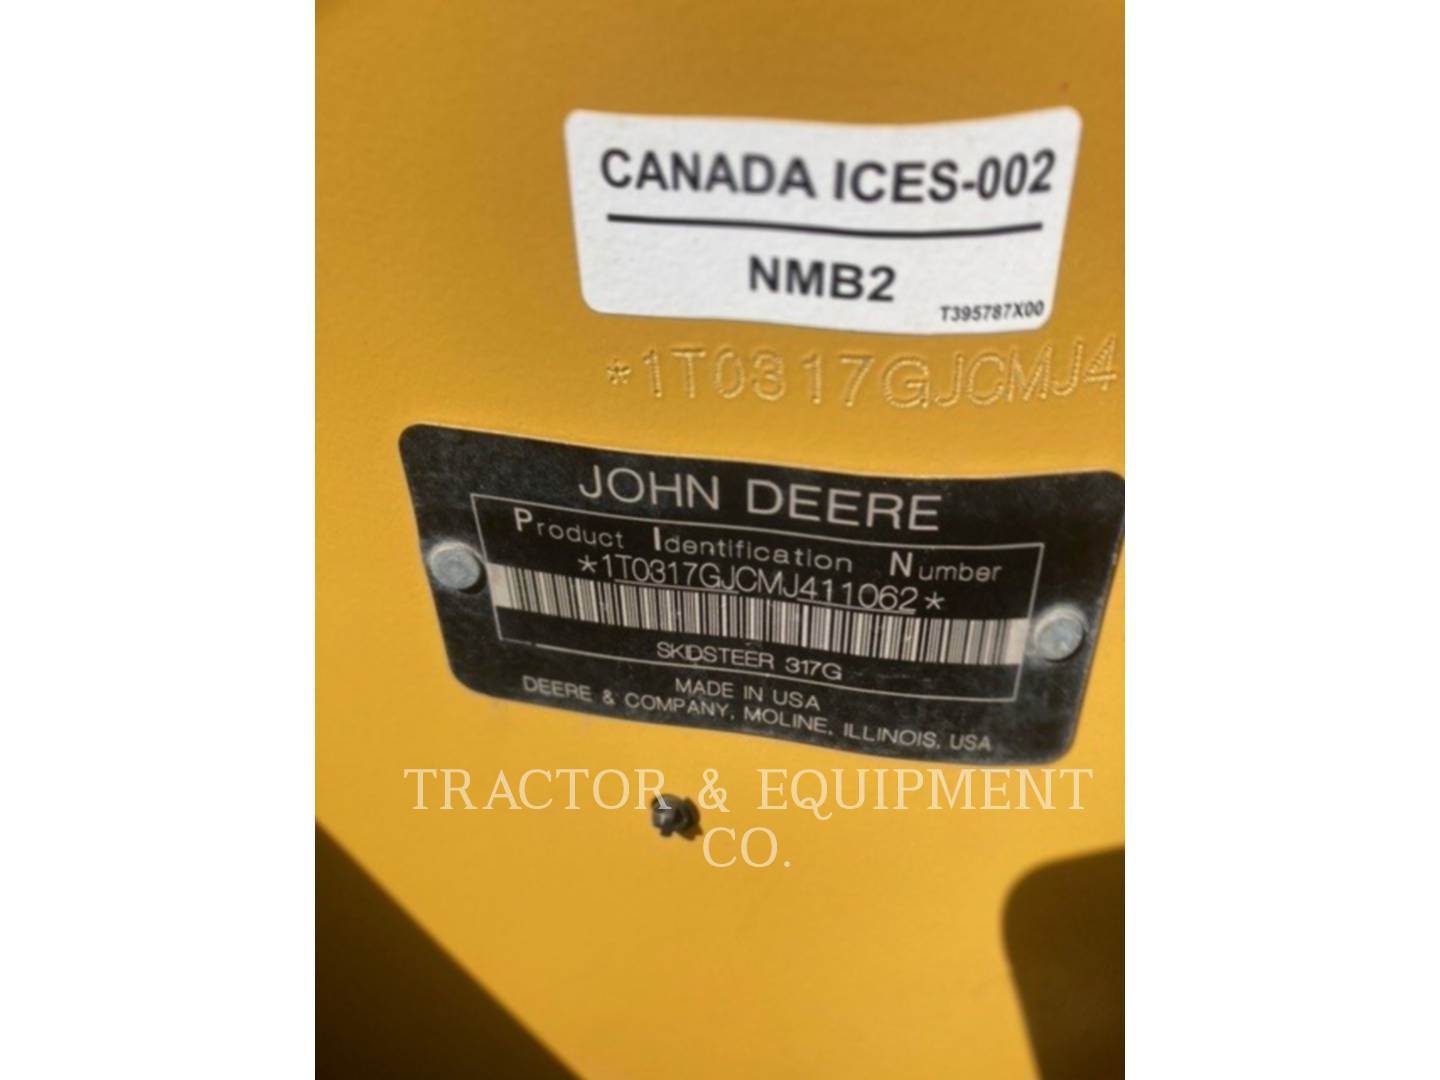 CANADA ICES-002
NMB2
T395787X00
*1T0317GJCMJ4
JOHN DEERE
Product Identification Number
*1T0317GJCMJ411062*
SKIDSTEER 317G
MADE IN USA
DEERE & COMPANY, MOLINE, ILLINOIS, USA
TRACTOR & EQUIPMENT
CO.